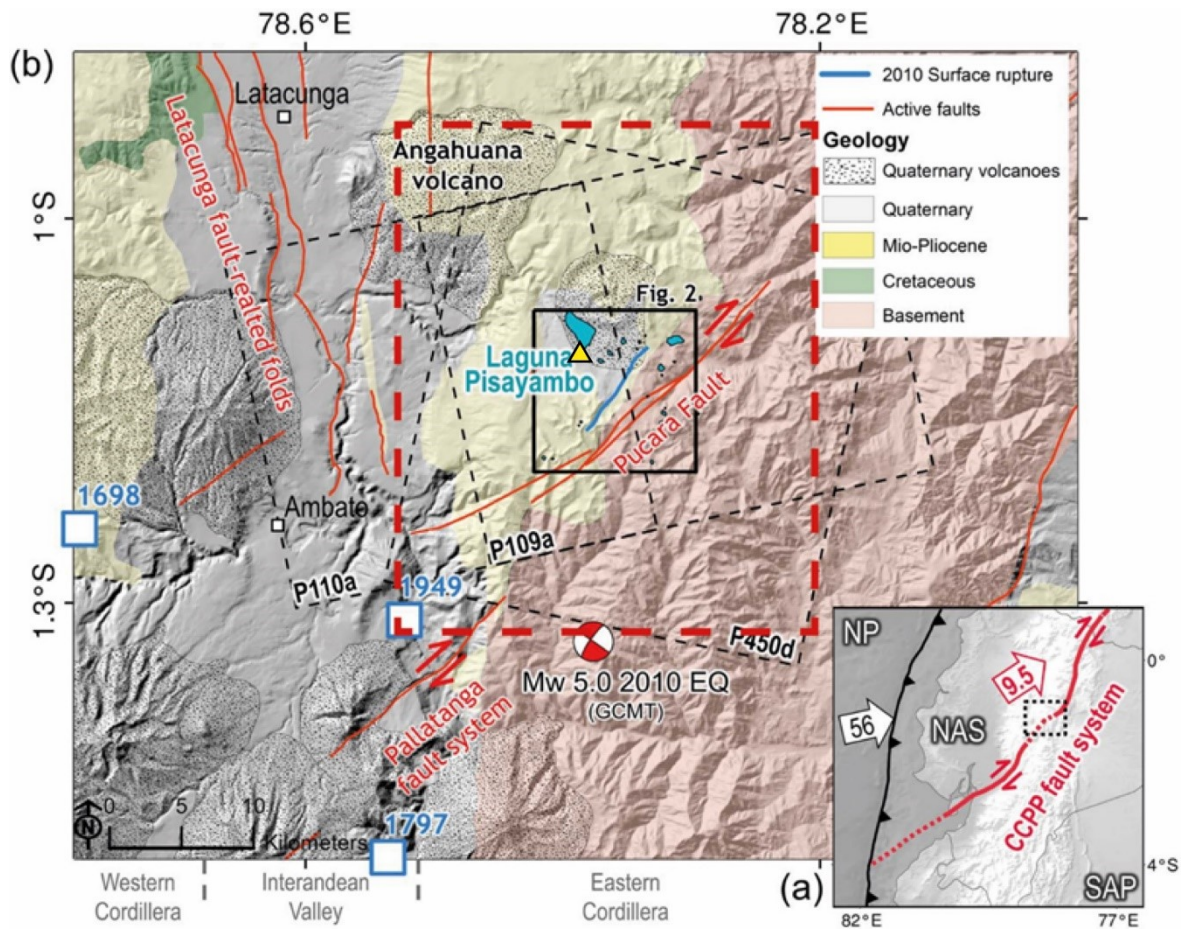 78.6°E
78.2°E
(b)
2010 Surface rupture
Active faults
Geology
Quaternary volcanoes
Quaternary
Mio-Pliocene
Cretaceous
Basement
Latacunga
Latacunga fault-realted folds
Angahuana
volcano
1°S
Fig. 2.
Laguna
Pisayambo
Pucara Fault
1698
Ambato
P109a
P110a
1949
1.3°S
P450d
Mw 5.0 2010 EQ
(GCMT)
Pallatanga
fault system
0
5
10
Kilometers
N
1797
Western
Cordillera
Interandean
Valley
Eastern
Cordillera
(a)
NP
0°
9.5
56
NAS
CCPP fault system
4°S
SAP
82°E
77°E